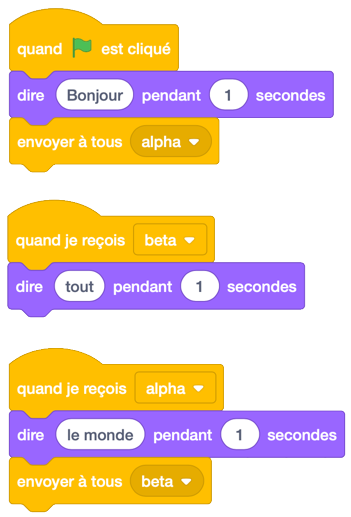 quand est cliqué
dire Bonjour pendant 1 secondes
envoyer à tous alpha
quand je reçois beta
dire tout pendant 1 secondes
quand je reçois alpha
dire le monde pendant 1 secondes
envoyer à tous beta